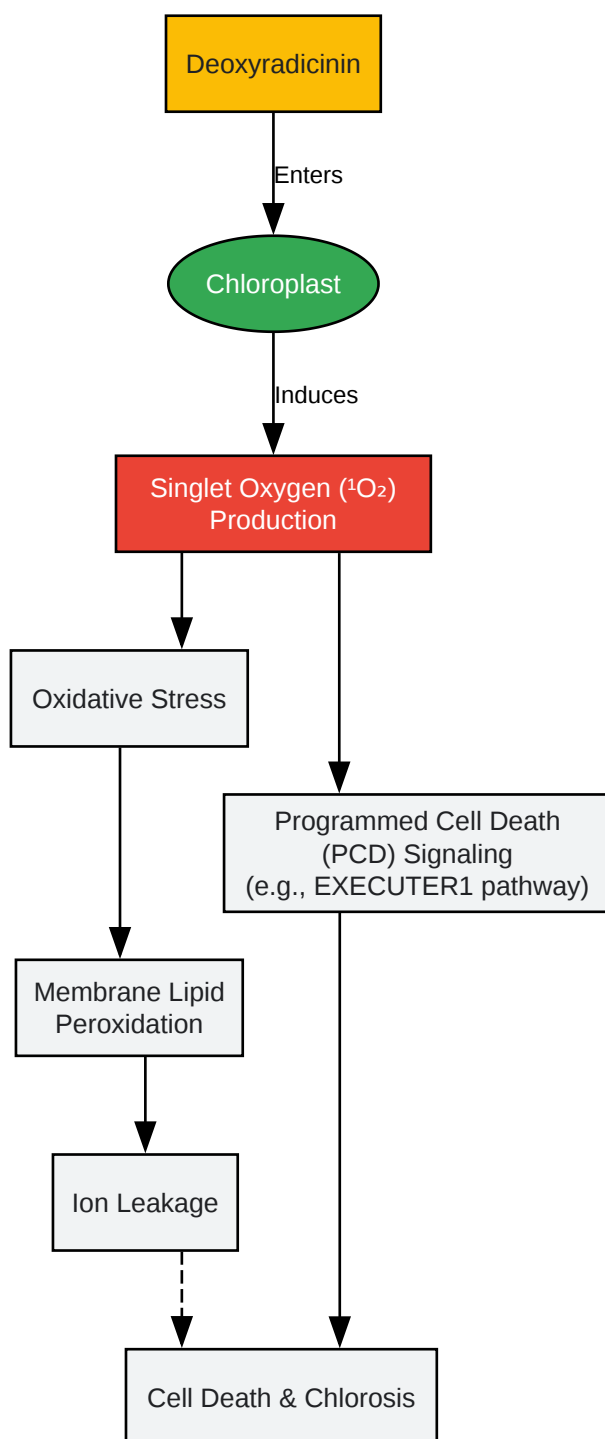 Deoxyradicinin
Enters
Chloroplast
Induces
Singlet Oxygen (¹O₂)
Production
Oxidative Stress
Programmed Cell Death
(PCD) Signaling
(e.g., EXECUTER1 pathway)
Membrane Lipid
Peroxidation
Ion Leakage
Cell Death & Chlorosis